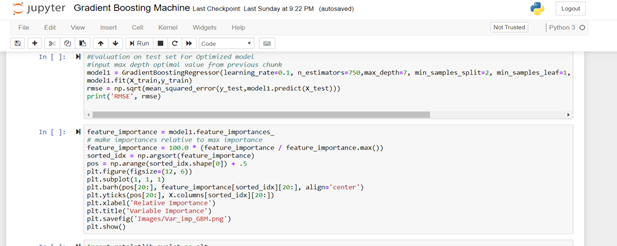 jupyter Gradient Boosting Machine Last Checkpoint: Last Sunday at 9:22 PM (autosaved)
Logout
File Edit View Insert Cell Kernel Widgets Help
Not Trusted Python 3
Run Code
In [ ]: #Evaluation on test set For Optimized model
#input max depth optimal value from previous chunk
model1 = GradientBoostingRegressor(learning_rate=0.1, n_estimators=750,max_depth=7, min_samples_split=2, min_samples_leaf=1,
model1.fit(X_train,y_train)
rmse = np.sqrt(mean_squared_error(y_test,model1.predict(X_test)))
print('RMSE', rmse)
In [ ]: feature_importance = model1.feature_importances_
# make importances relative to max importance
feature_importance = 100.0 * (feature_importance / feature_importance.max())
sorted_idx = np.argsort(feature_importance)
pos = np.arange(sorted_idx.shape[0]) + .5
plt.figure(figsize=(12, 6))
plt.subplot(1, 1, 1)
plt.barh(pos[20:], feature_importance[sorted_idx][20:], align='center')
plt.yticks(pos[20:], X.columns[sorted_idx][20:])
plt.xlabel('Relative Importance')
plt.title('Variable Importance')
plt.savefig('Images/Var_imp_GBM.png')
plt.show()